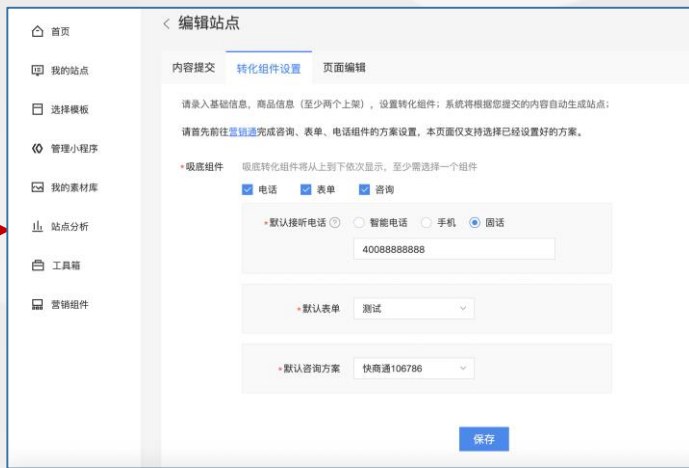 首页
我的站点
选择模板
管理小程序
我的素材库
站点分析
工具箱
营销组件
< 编辑站点
内容提交 转化组件设置 页面编辑
请录入基础信息，商品信息（至少两个上架），设置转化组件；系统将根据您提交的内容自动生成站点；
请首先前往营销通完成咨询、表单、电话组件的方案设置，本页面仅支持选择已经设置好的方案。
*吸底组件 吸底转化组件将从上到下依次显示，至少需选择一个组件
电话 表单 咨询
*默认接听电话 ? 智能电话 手机 固话
40088888888
*默认表单 测试
*默认咨询方案 快商通106786
保存